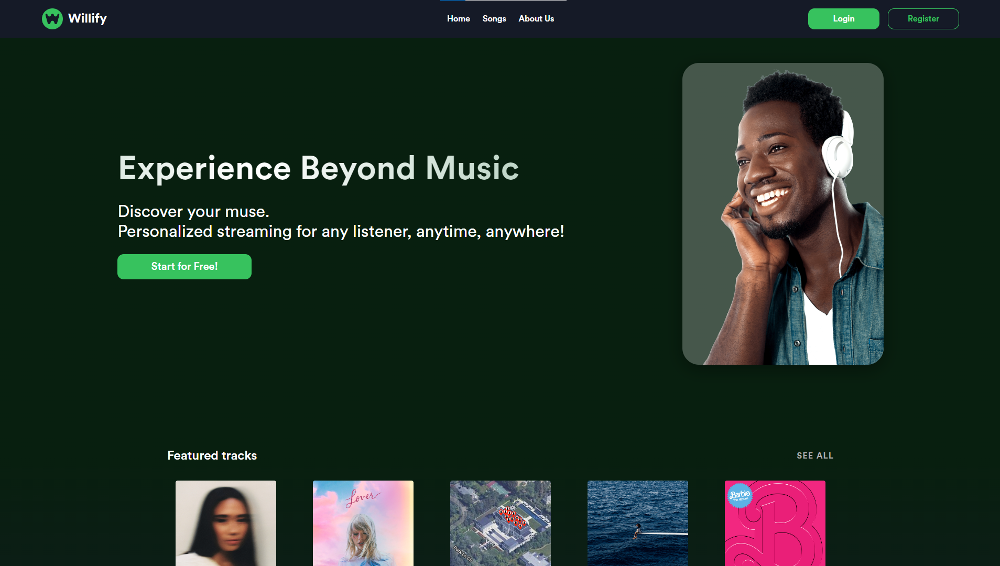 Willify
Home
Songs
About Us
Login
Register
Experience Beyond Music
Discover your muse.
Personalized streaming for any listener, anytime, anywhere!
Start for Free!
Featured tracks
SEE ALL
Lover
Park Ln Cir
Barbie
The Album
B